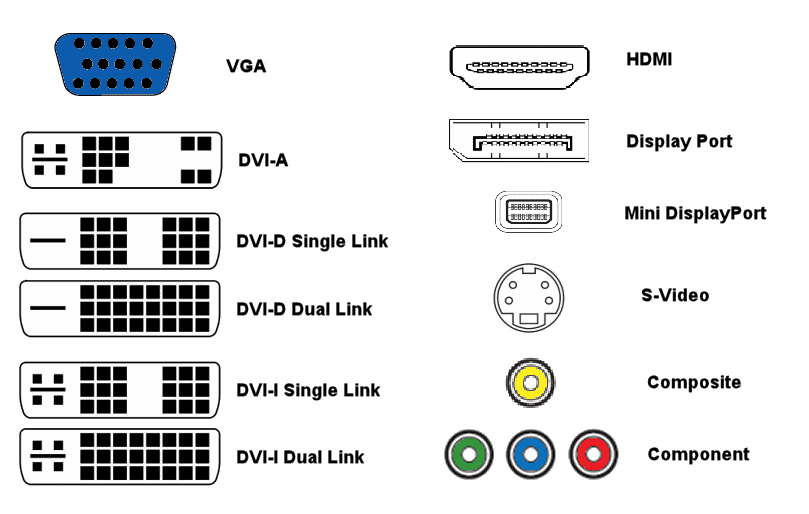 VGA
DVI-A
DVI-D Single Link
DVI-D Dual Link
DVI-I Single Link
DVI-I Dual Link
HDMI
Display Port
Mini DisplayPort
S-Video
Composite
Component